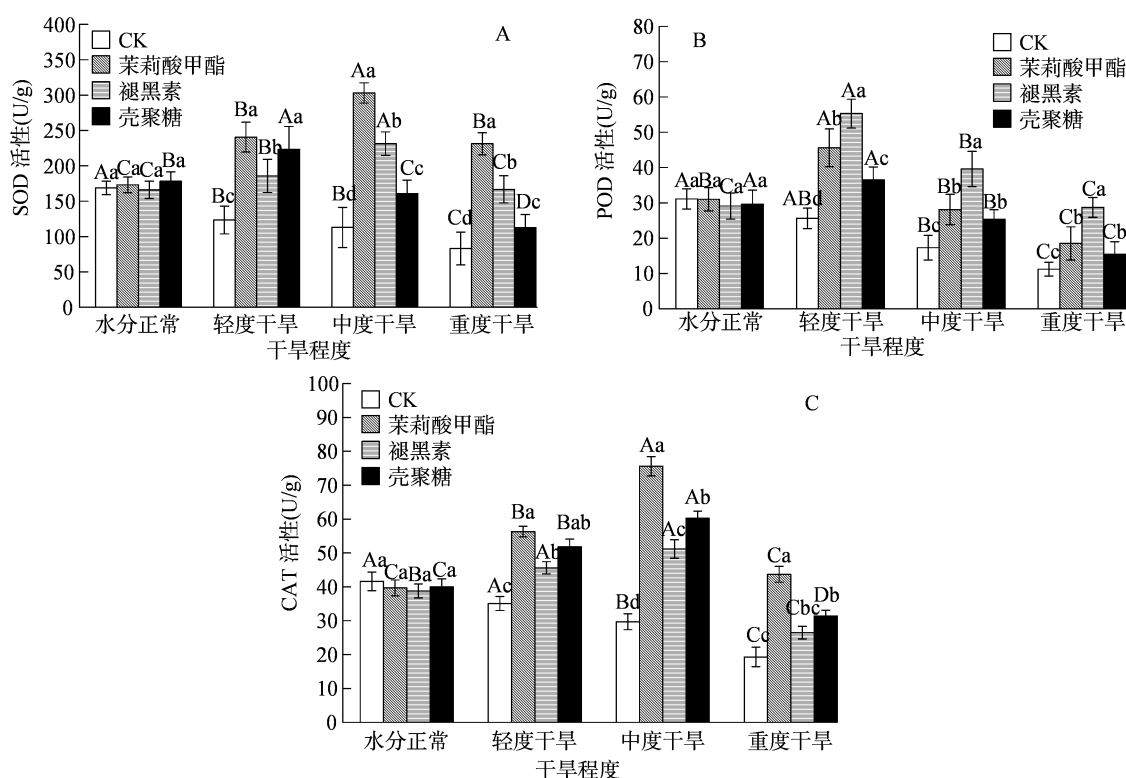 A
SOD 活性(U/g)
400
350
300
250
200
150
100
50
0
CK
茉莉酸甲酯
褪黑素
壳聚糖
Aa Ca Ca Ba
Bc Ba Bb Aa
Bd Aa Ab Cc
Cd Ba Cb Dc
水分正常 轻度干旱 中度干旱 重度干旱
干旱程度
B
POD 活性(U/g)
80
70
60
50
40
30
20
10
0
CK
茉莉酸甲酯
褪黑素
壳聚糖
Aa Ba Ca Aa
ABd Ab Aa Ac
Bc Bb Ba Bb
Cc Cb Ca Cb
水分正常 轻度干旱 中度干旱 重度干旱
干旱程度
C
CAT 活性(U/g)
100
90
80
70
60
50
40
30
20
10
0
CK
茉莉酸甲酯
褪黑素
壳聚糖
Aa Ca Ba Ca
Ac Ba Ab Bab
Bd Aa Ac Ab
Cc Ca Cbc Db
水分正常 轻度干旱 中度干旱 重度干旱
干旱程度